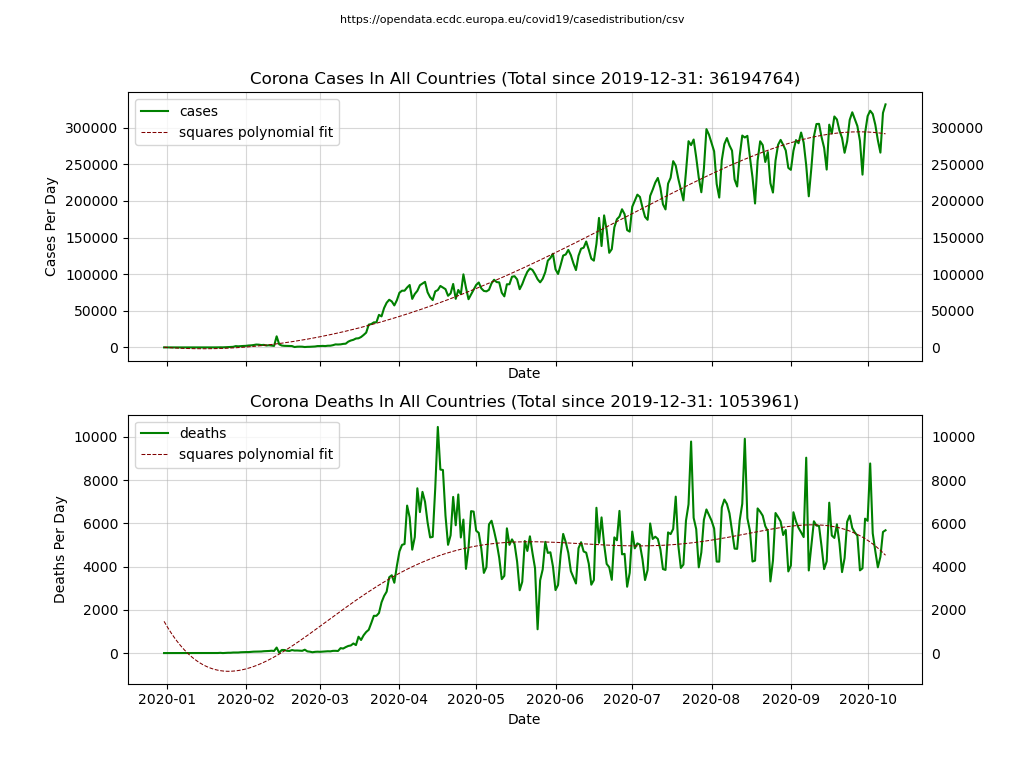 https://opendata.ecdc.europa.eu/covid19/casedistribution/csv
Corona Cases In All Countries (Total since 2019-12-31: 36194764)
cases
squares polynomial fit
Cases Per Day
300000
250000
200000
150000
100000
50000
0
300000
250000
200000
150000
100000
50000
0
Date
Corona Deaths In All Countries (Total since 2019-12-31: 1053961)
deaths
squares polynomial fit
Deaths Per Day
10000
8000
6000
4000
2000
0
10000
8000
6000
4000
2000
0
2020-01 2020-02 2020-03 2020-04 2020-05 2020-06 2020-07 2020-08 2020-09 2020-10
Date